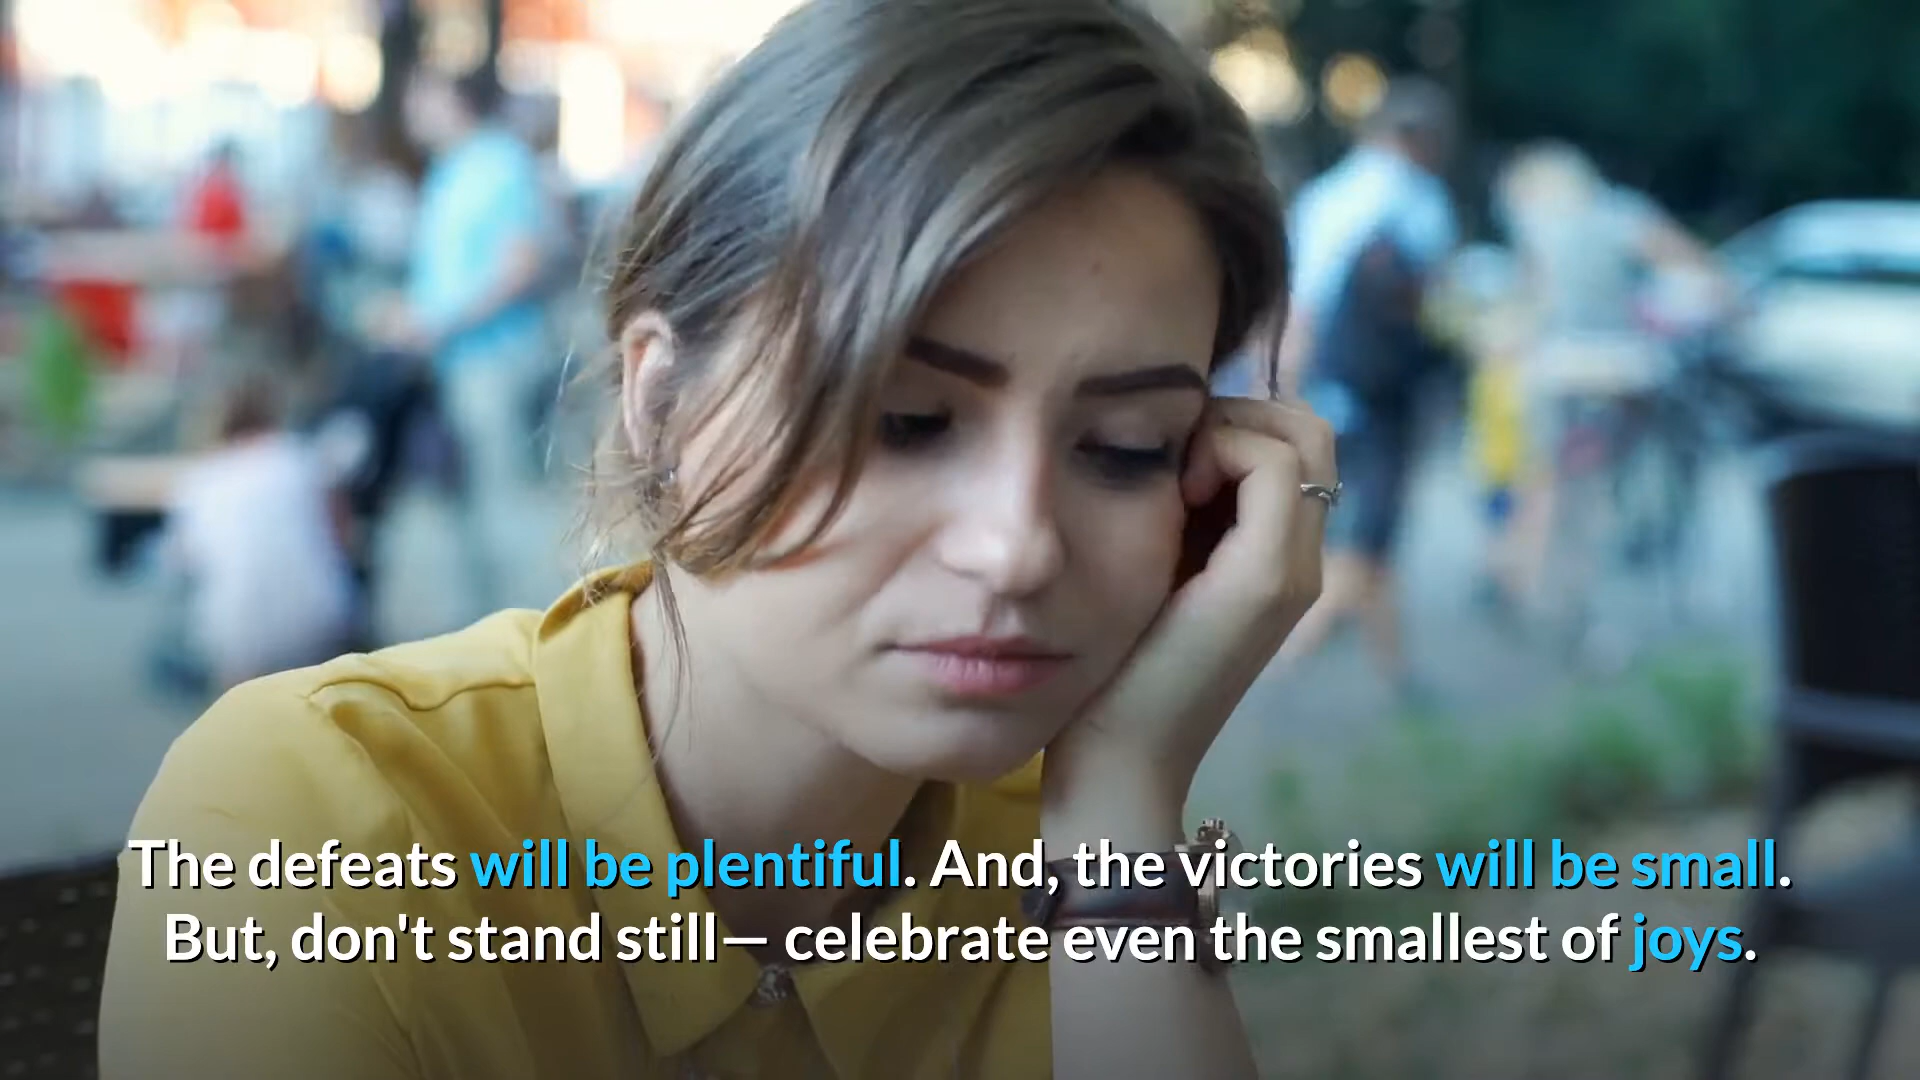 The defeats will be plentiful. And, the victories will be small.
But, don't stand still— celebrate even the smallest of joys.